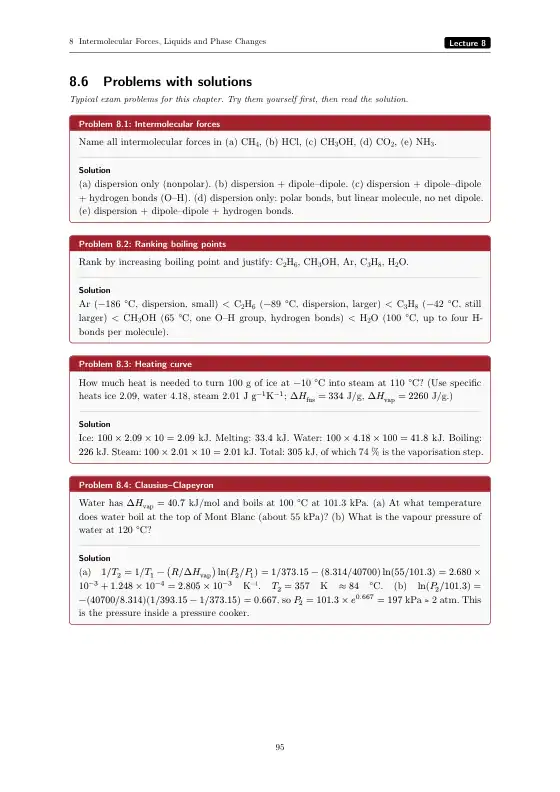 8 Intermolecular Forces, Liquids and Phase Changes
Lecture 8
8.6 Problems with solutions
Typical exam problems for this chapter. Try them yourself first, then read the solution.
Problem 8.1: Intermolecular forces
Name all intermolecular forces in (a) CH₄, (b) HCl, (c) CH₃OH, (d) CO₂, (e) NH₃.
Solution
(a) dispersion only (nonpolar). (b) dispersion + dipole–dipole. (c) dispersion + dipole–dipole
+ hydrogen bonds (O–H). (d) dispersion only: polar bonds, but linear molecule, no net dipole.
(e) dispersion + dipole–dipole + hydrogen bonds.
Problem 8.2: Ranking boiling points
Rank by increasing boiling point and justify: C₂H₆, CH₃OH, Ar, C₃H₈, H₂O.
Solution
Ar (−186 °C, dispersion, small) < C₂H₆ (−89 °C, dispersion, larger) < C₃H₈ (−42 °C, still
larger) < CH₃OH (65 °C, one O–H group, hydrogen bonds) < H₂O (100 °C, up to four H-
bonds per molecule).
Problem 8.3: Heating curve
How much heat is needed to turn 100 g of ice at −10 °C into steam at 110 °C? (Use specific
heats ice 2.09, water 4.18, steam 2.01 J g⁻¹K⁻¹; ΔH_fus = 334 J/g, ΔH_vap = 2260 J/g.)
Solution
Ice: 100 × 2.09 × 10 = 2.09 kJ. Melting: 33.4 kJ. Water: 100 × 4.18 × 100 = 41.8 kJ. Boiling:
226 kJ. Steam: 100 × 2.01 × 10 = 2.01 kJ. Total: 305 kJ, of which 74 % is the vaporisation step.
Problem 8.4: Clausius–Clapeyron
Water has ΔH_vap = 40.7 kJ/mol and boils at 100 °C at 101.3 kPa. (a) At what temperature
does water boil at the top of Mont Blanc (about 55 kPa)? (b) What is the vapour pressure of
water at 120 °C?
Solution
(a) 1/T₂ = 1/T₁ − (R/ΔH_vap) ln(P₂/P₁) = 1/373.15 − (8.314/40700) ln(55/101.3) = 2.680 ×
10⁻³ + 1.248 × 10⁻⁴ = 2.805 × 10⁻³ K⁻¹. T₂ = 357 K ≈ 84 °C. (b) ln(P₂/101.3) =
−(40700/8.314)(1/393.15 − 1/373.15) = 0.667, so P₂ = 101.3 × e^0.667 = 197 kPa ≈ 2 atm. This
is the pressure inside a pressure cooker.
95